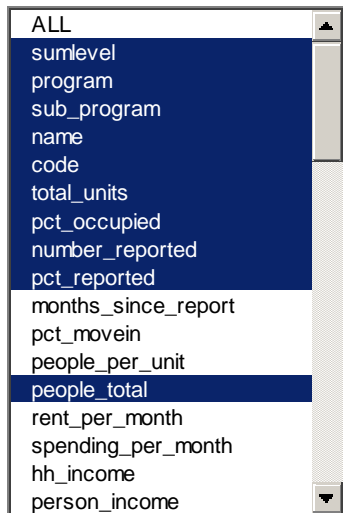 ALL
sumlevel
program
sub_program
name
code
total_units
pct_occupied
number_reported
pct_reported
months_since_report
pct_movein
people_per_unit
people_total
rent_per_month
spending_per_month
hh_income
person_income